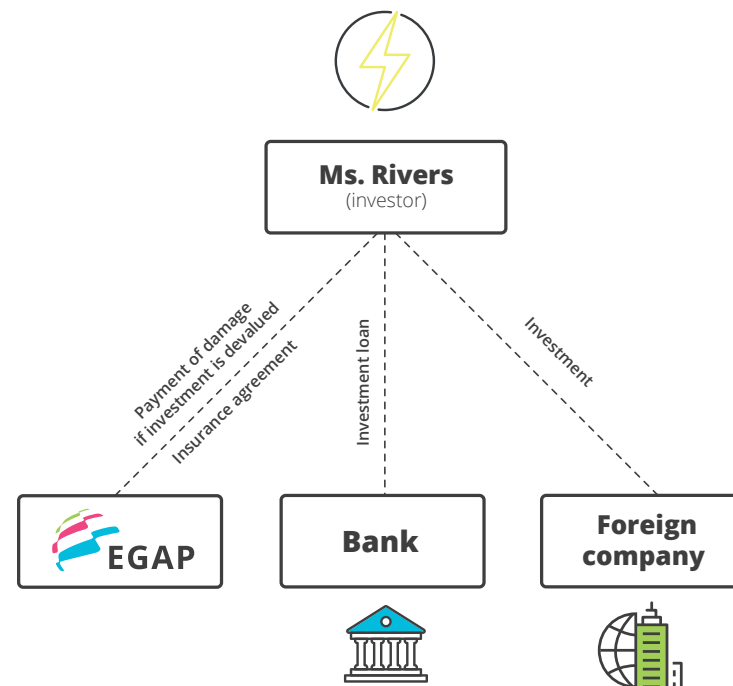 Ms. Rivers
(investor)
Payment of damage
if investment is devalued
Insurance agreement
Investment loan
Investment
EGAP
Bank
Foreign
company